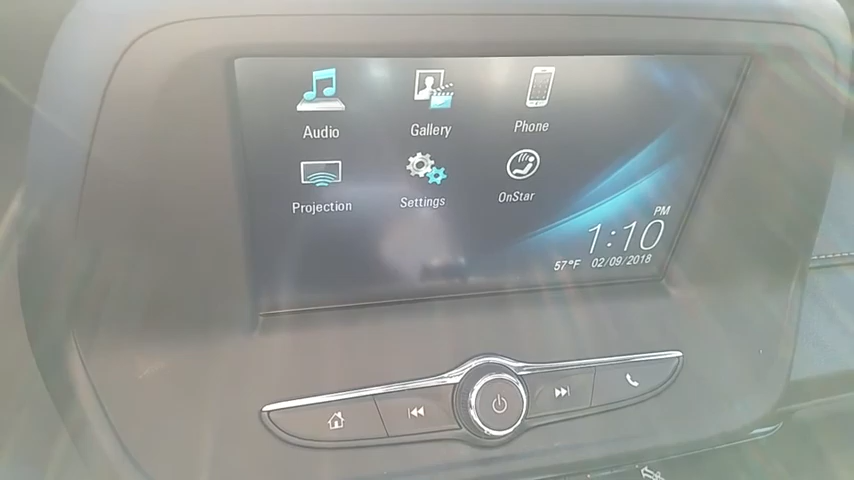 Audio Gallery Phone
Projection Settings OnStar
PM
1:10
57°F 02/09/2018